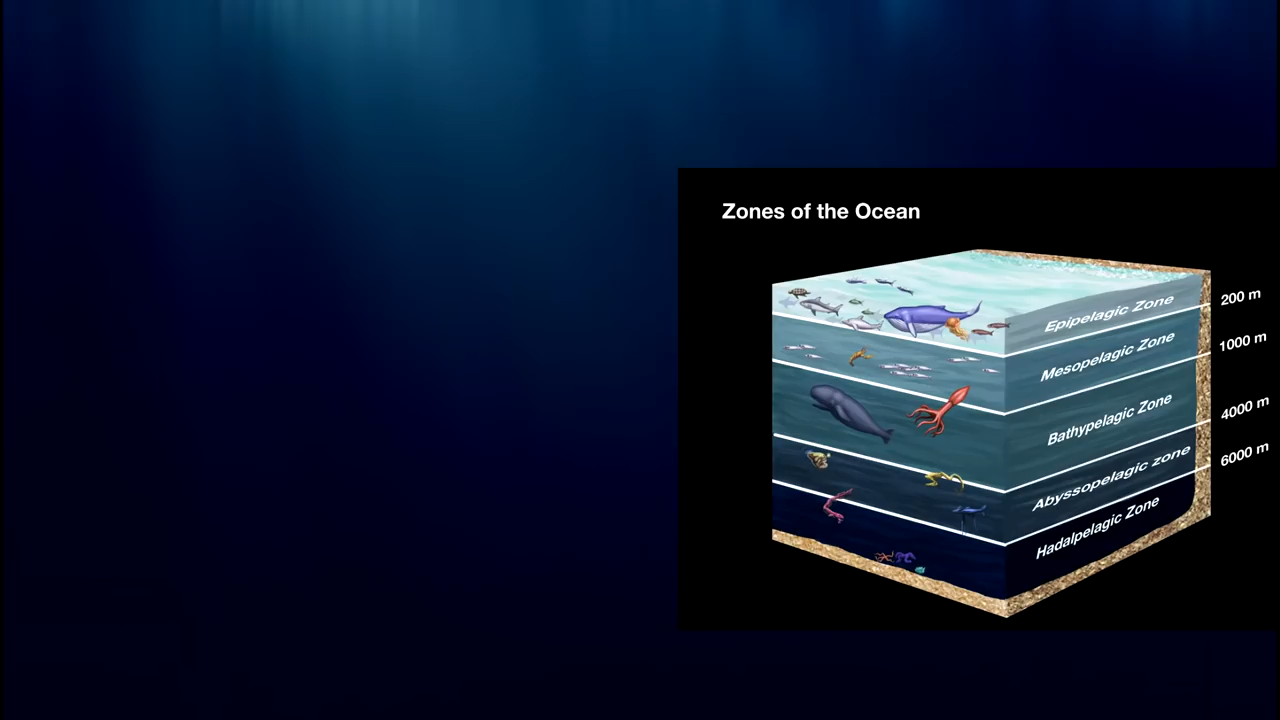 Zones of the Ocean
Epipelagic Zone
200 m
Mesopelagic Zone
1000 m
Bathypelagic Zone
4000 m
Abyssopelagic zone
6000 m
Hadalpelagic Zone